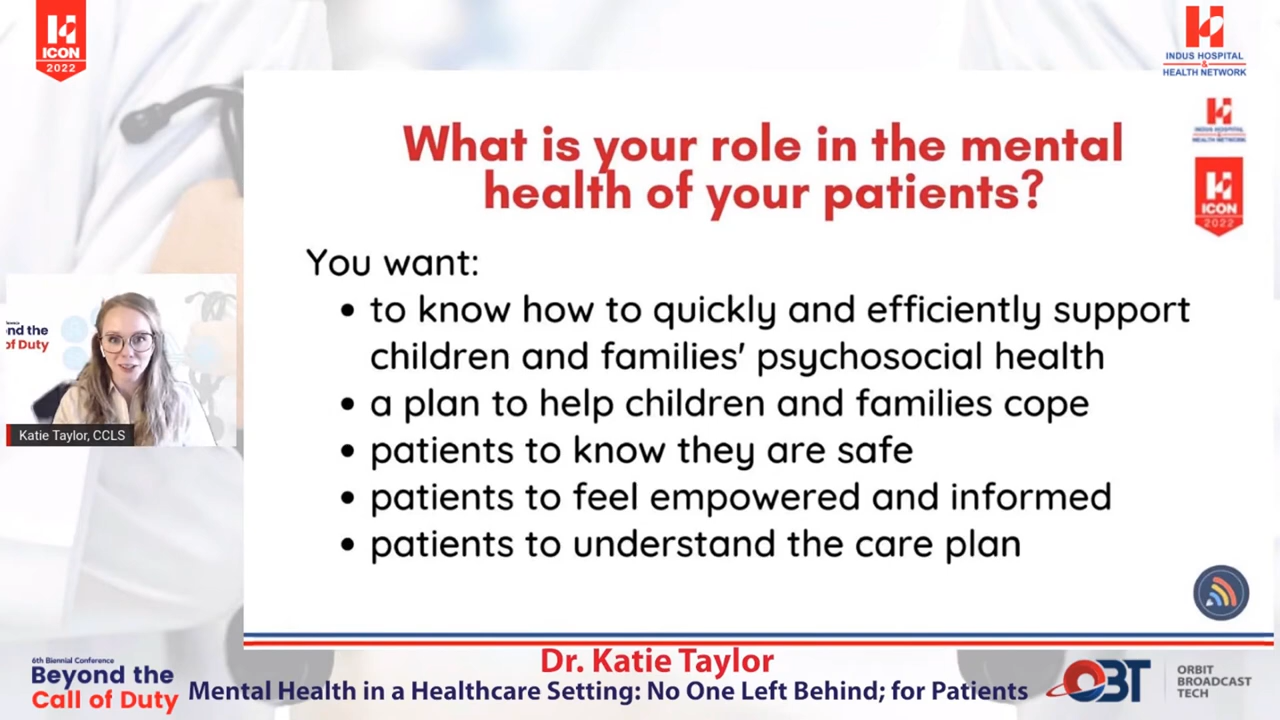 ICON
2022
INDUS HOSPITAL
&
HEALTH NETWORK
What is your role in the mental
health of your patients?
INDUS HOSPITAL
&
HEALTH NETWORK
ICON
2022
You want:
• to know how to quickly and efficiently support
children and families' psychosocial health
• a plan to help children and families cope
• patients to know they are safe
• patients to feel empowered and informed
• patients to understand the care plan
nd the
of Duty
Katie Taylor, CCLS
Dr. Katie Taylor
Mental Health in a Healthcare Setting: No One Left Behind; for Patients
6th Biennial Conference
Beyond the
Call of Duty
OBT
ORBIT
BROADCAST
TECH